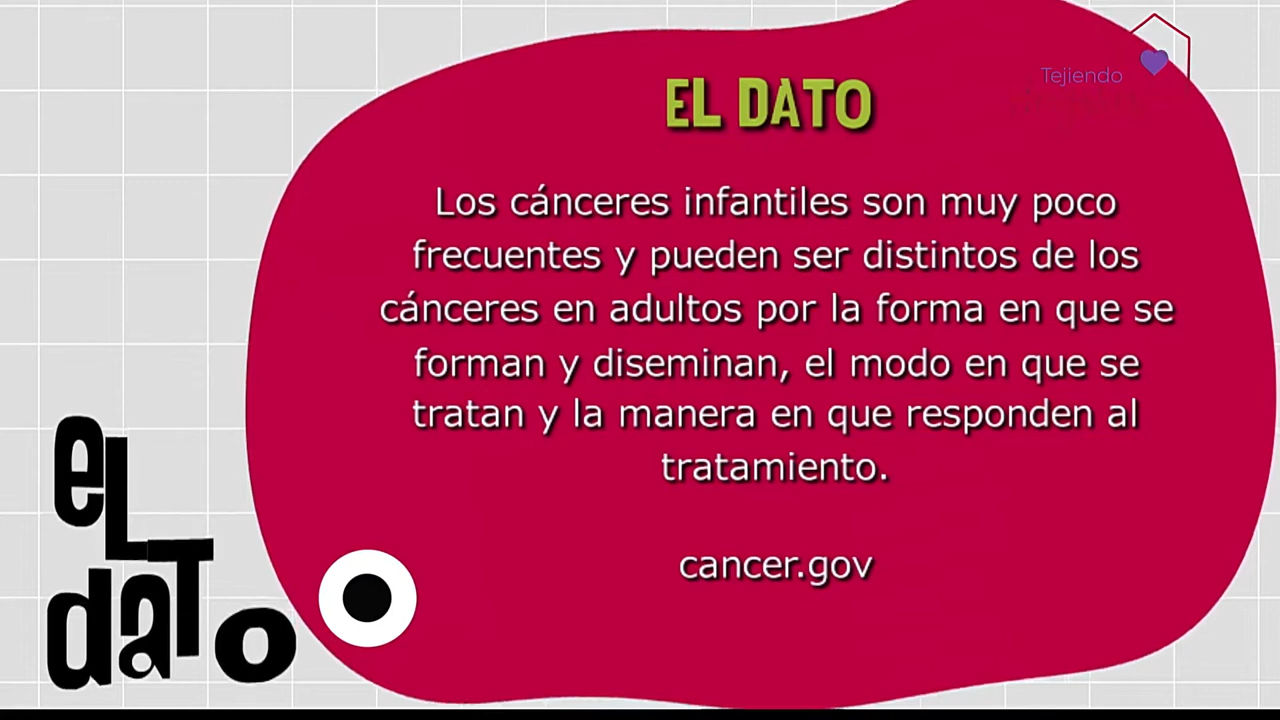 Tejiendo
EL DATO
Los cánceres infantiles son muy poco
frecuentes y pueden ser distintos de los
cánceres en adultos por la forma en que se
forman y diseminan, el modo en que se
tratan y la manera en que responden al
tratamiento.
cancer.gov
eL
daTo